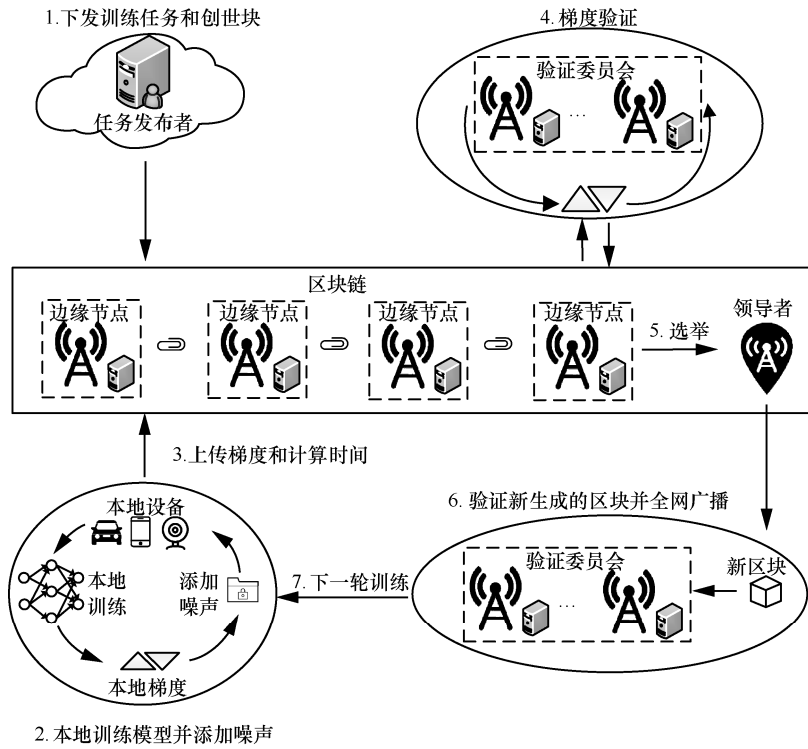 1.下发训练任务和创世块
任务发布者
4.梯度验证
验证委员会
...
区块链
边缘节点
边缘节点
边缘节点
边缘节点
5.选举
领导者
3.上传梯度和计算时间
本地设备
本地
训练
添加
噪声
本地梯度
2.本地训练模型并添加噪声
7.下一轮训练
6.验证新生成的区块并全网广播
验证委员会
...
新区块